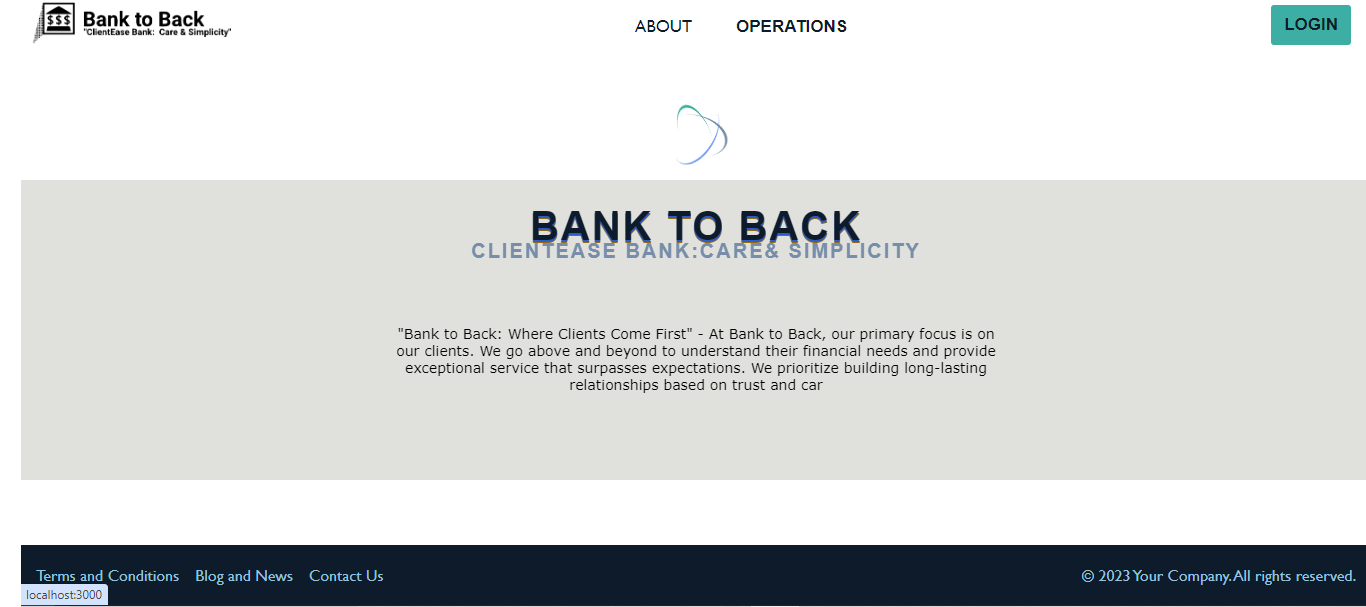 $$$ Bank to Back
"ClientEase Bank: Care & Simplicity"
ABOUT OPERATIONS LOGIN
BANK TO BACK
CLIENTEASE BANK:CARE& SIMPLICITY
"Bank to Back: Where Clients Come First" - At Bank to Back, our primary focus is on
our clients. We go above and beyond to understand their financial needs and provide
exceptional service that surpasses expectations. We prioritize building long-lasting
relationships based on trust and car
Terms and Conditions Blog and News Contact Us © 2023 Your Company.All rights reserved.
localhost:3000